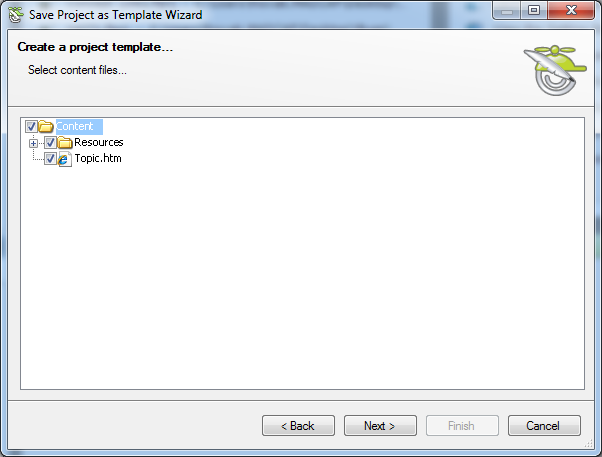 Save Project as Template Wizard
Create a project template...
Select content files...
Content
Resources
Topic.htm
< Back
Next >
Finish
Cancel